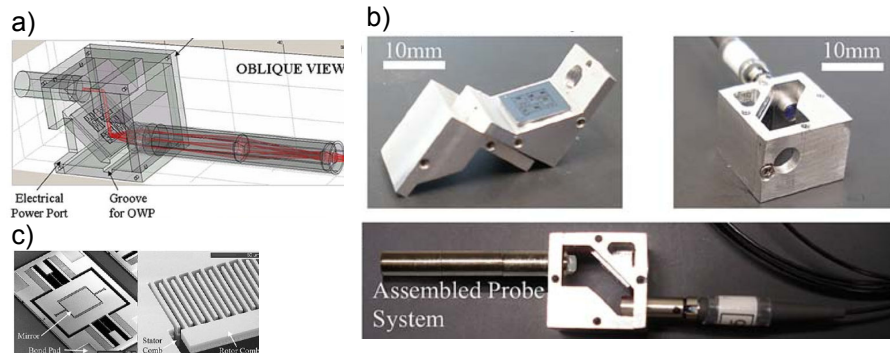 a)
OBLIQUE VIEW
Electrical
Power Port
Groove
for OWP
b)
10mm
10mm
Assembled Probe
System
c)
Mirror
Bond Pad
Stator
Comb
Rotor Comb